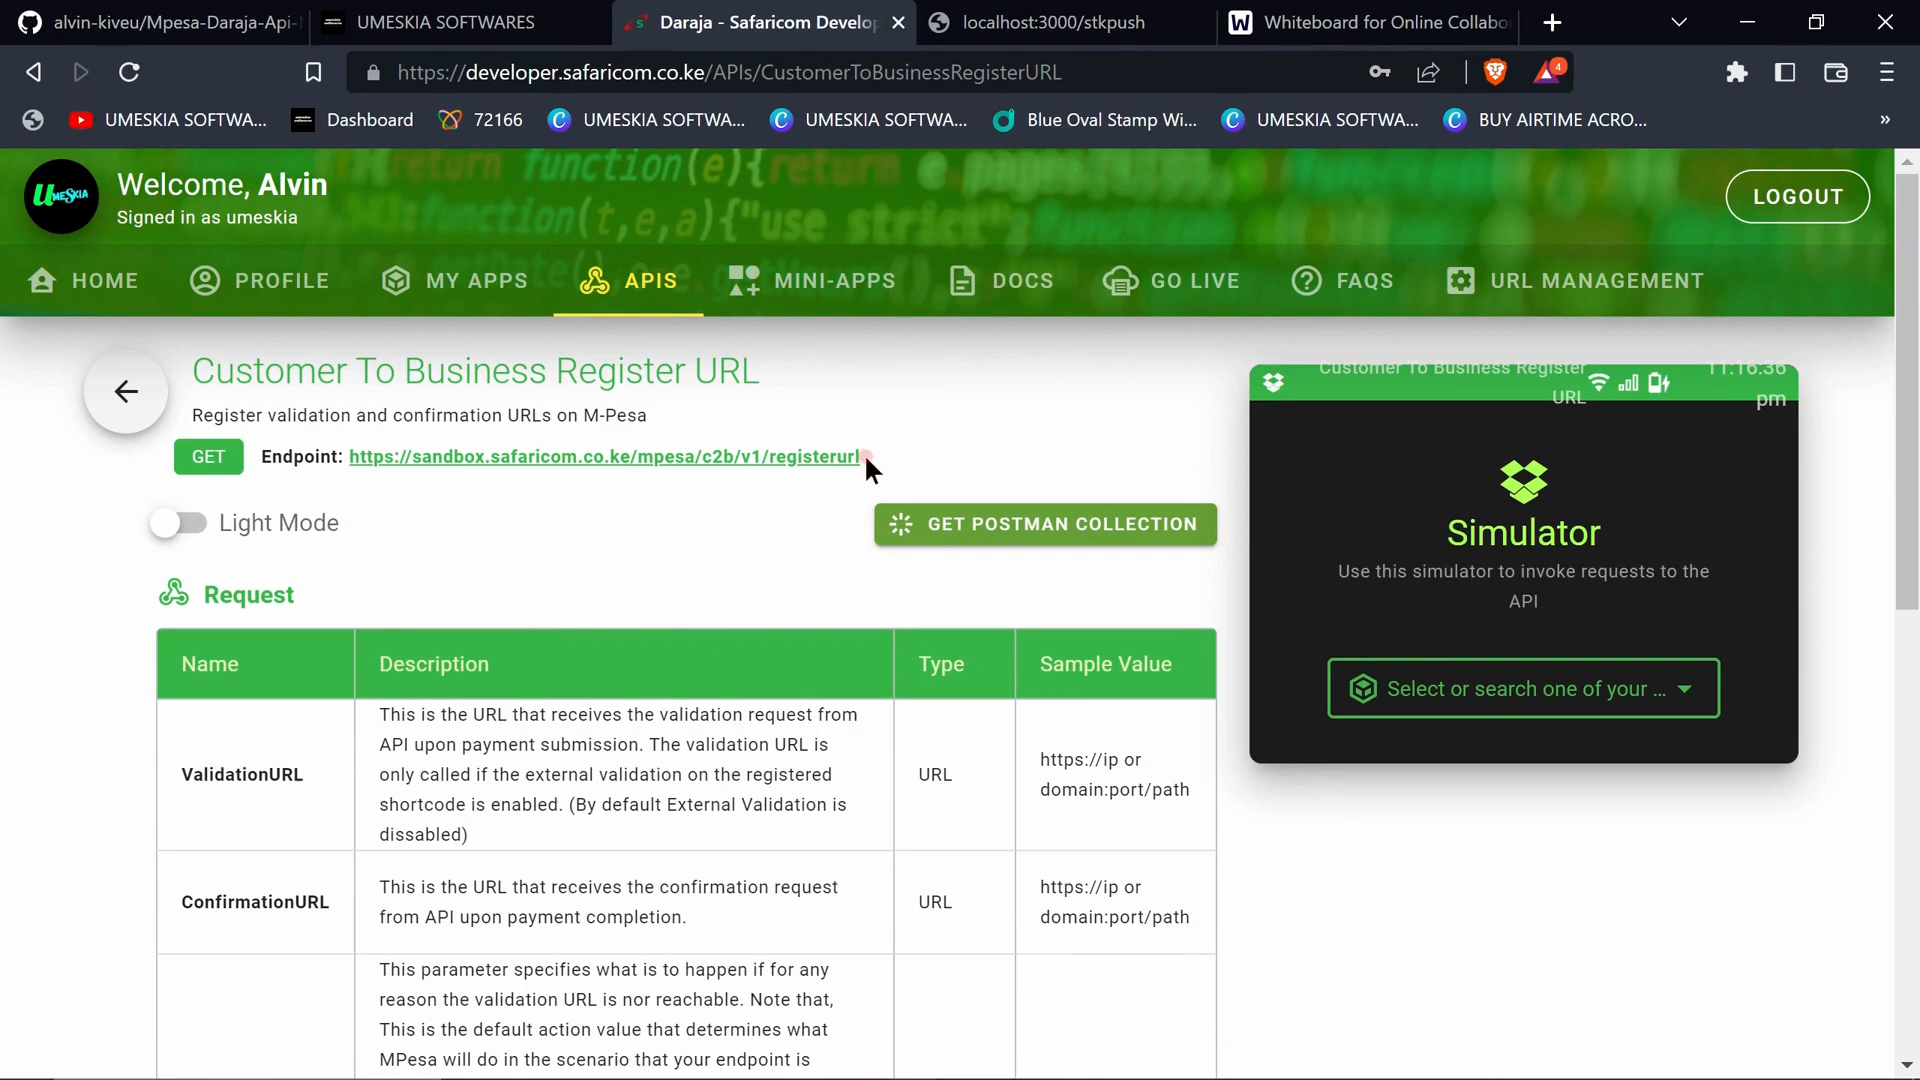 alvin-kiveu/Mpesa-Daraja-Api-
UMESKIA SOFTWARES
Daraja - Safaricom Develop
localhost:3000/stkpush
Whiteboard for Online Collabo
https://developer.safaricom.co.ke/APIs/CustomerToBusinessRegisterURL
4
UMESKIA SOFTWA...
Dashboard
72166
UMESKIA SOFTWA...
UMESKIA SOFTWA...
Blue Oval Stamp Wi...
UMESKIA SOFTWA...
BUY AIRTIME ACRO...
»
UMESKIA
Welcome, Alvin
Signed in as umeskia
LOGOUT
HOME
PROFILE
MY APPS
APIS
MINI-APPS
DOCS
GO LIVE
FAQS
URL MANAGEMENT
Customer To Business Register URL
Register validation and confirmation URLs on M-Pesa
GET
Endpoint: https://sandbox.safaricom.co.ke/mpesa/c2b/v1/registerurl
Light Mode
GET POSTMAN COLLECTION
Request
Name
Description
Type
Sample Value
ValidationURL
This is the URL that receives the validation request from
API upon payment submission. The validation URL is
only called if the external validation on the registered
shortcode is enabled. (By default External Validation is
dissabled)
URL
https://ip or
domain:port/path
ConfirmationURL
This is the URL that receives the confirmation request
from API upon payment completion.
URL
https://ip or
domain:port/path
This parameter specifies what is to happen if for any
reason the validation URL is nor reachable. Note that,
This is the default action value that determines what
MPesa will do in the scenario that your endpoint is
Customer To Business Register
URL
11:16:36
pm
Simulator
Use this simulator to invoke requests to the
API
Select or search one of your ...